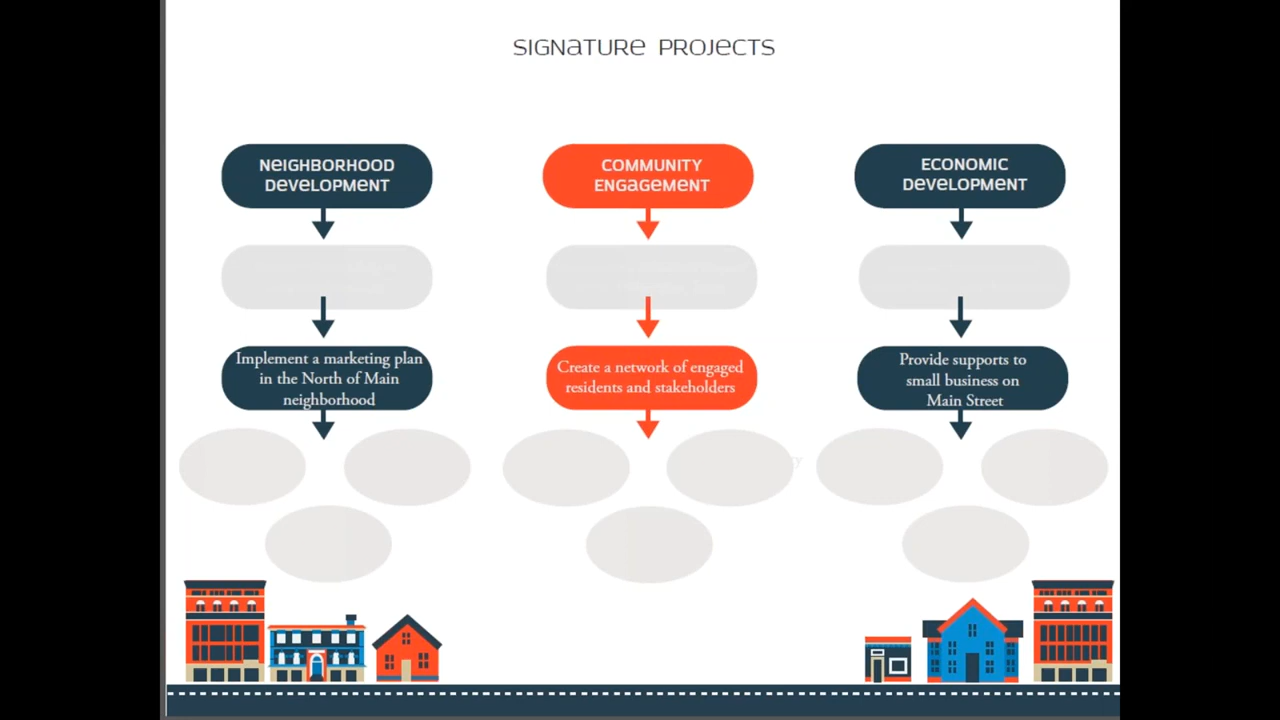 SIGNATURE PROJECTS
NEIGHBORHOOD
DEVELOPMENT
COMMUNITY
ENGAGEMENT
ECONOMIC
DEVELOPMENT
Implement a marketing plan
in the North of Main
neighborhood
Create a network of engaged
residents and stakeholders
Provide supports to
small business on
Main Street